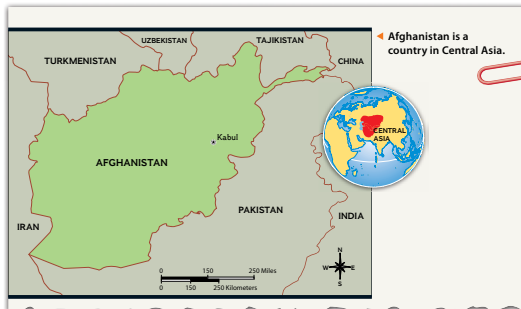 UZBEKISTAN
TAJIKISTAN
TURKMENISTAN
CHINA
Kabul
AFGHANISTAN
PAKISTAN
IRAN
INDIA
0 150 250 Miles
0 150 250 Kilometers
N
W E
S
Afghanistan is a
country in Central Asia.
CENTRAL
ASIA